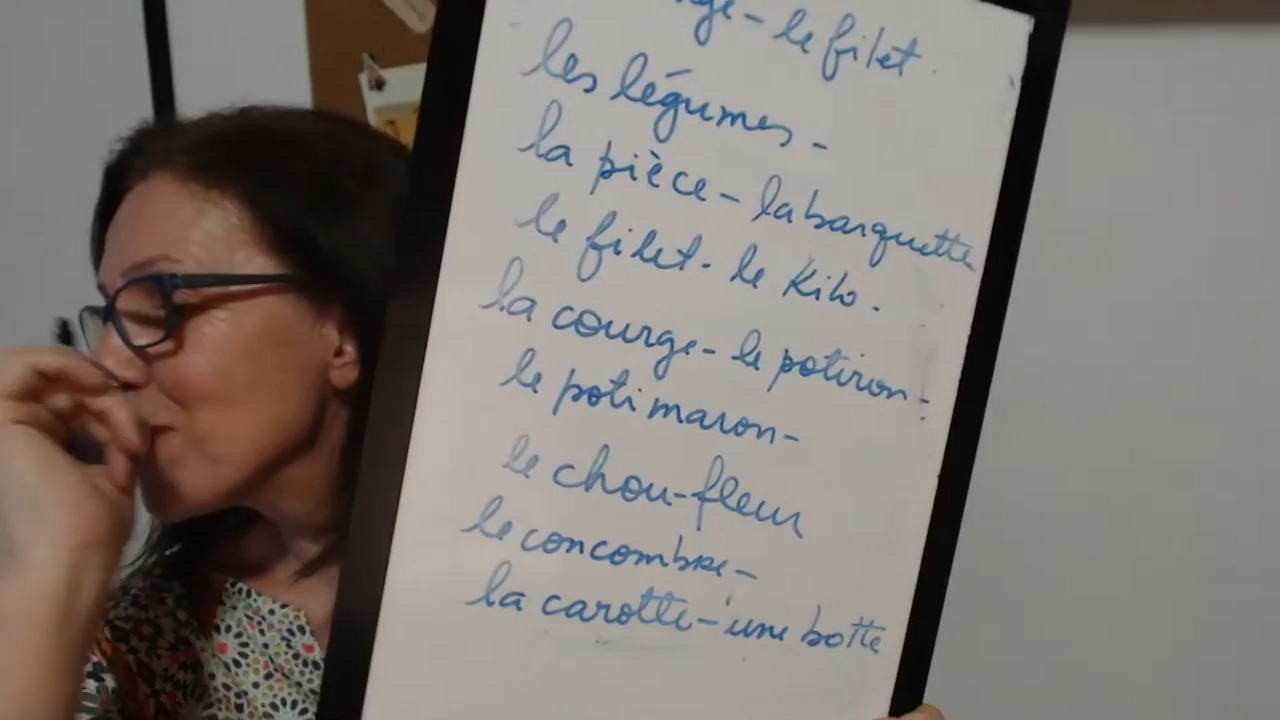 - le filet.
les légumes -
la pièce - la barquette
le filet - le kilo.
la courge - le potiron -
le potimaron -
le chou-fleur
le concombre -
la carotte - une botte